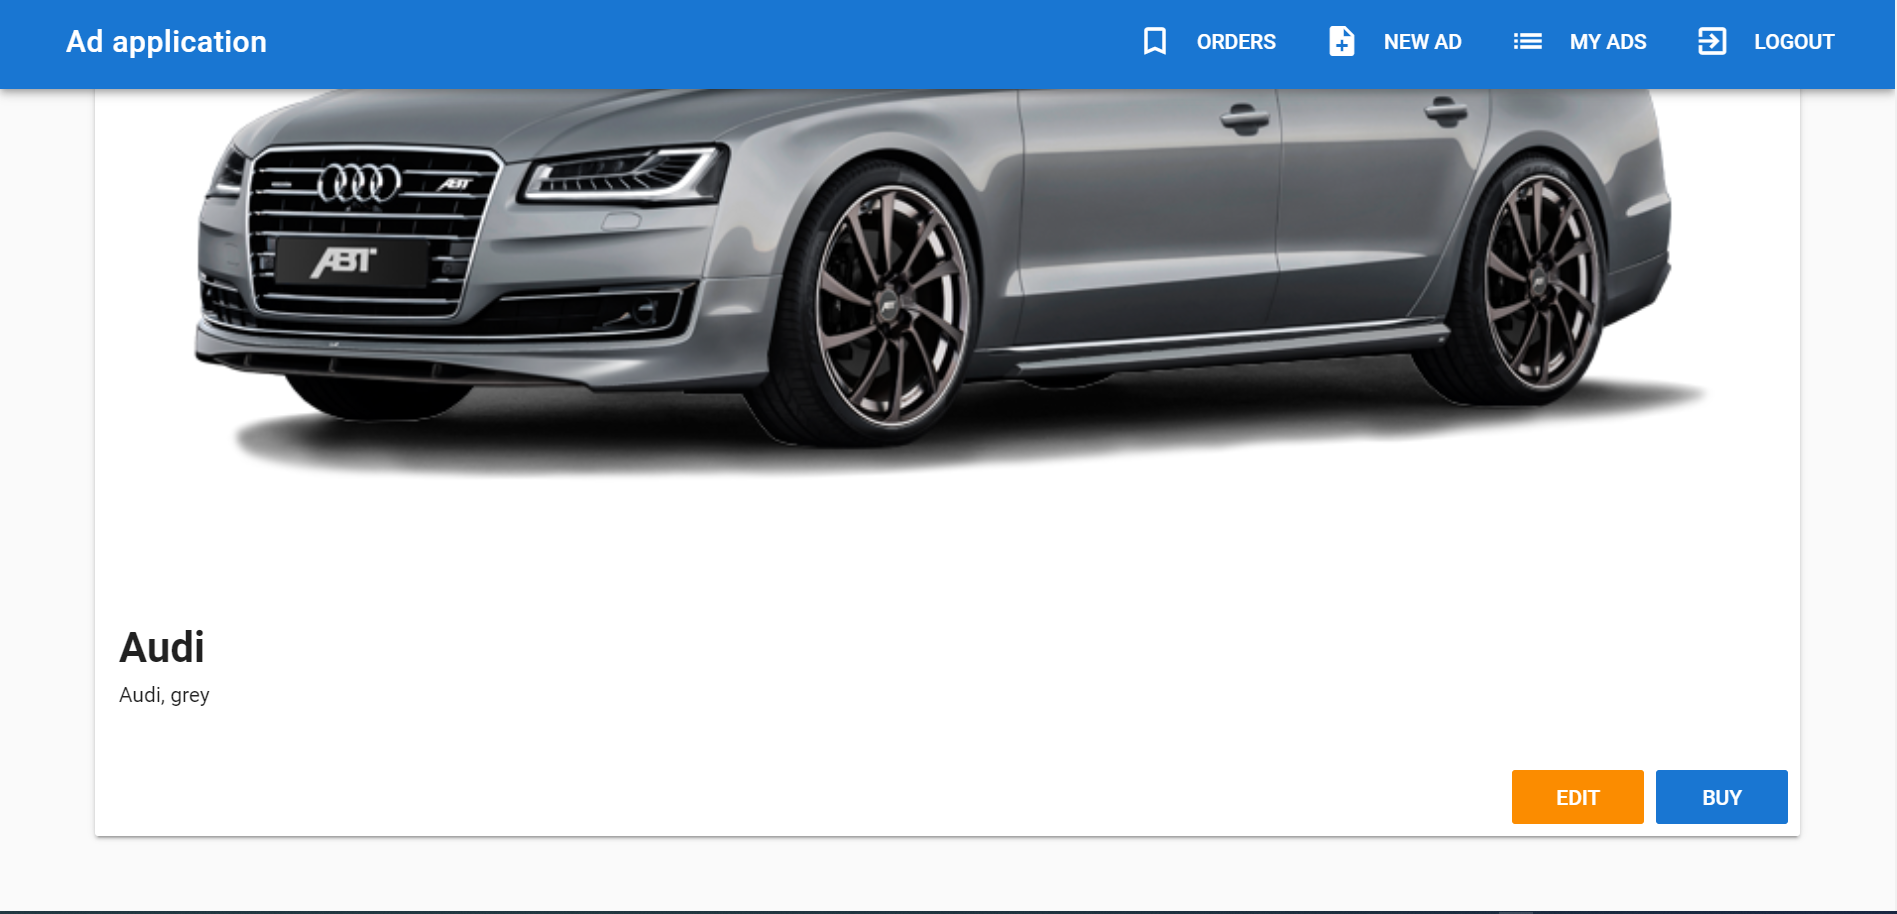 Ad application
ORDERS
NEW AD
MY ADS
LOGOUT
ABT
ABT
Audi
Audi, grey
EDIT
BUY